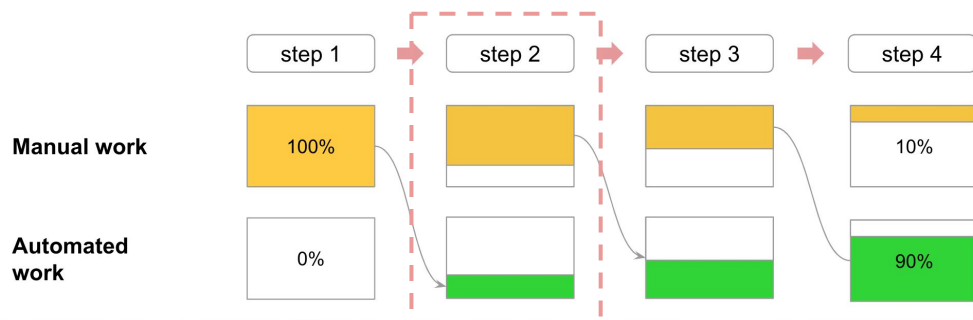 step 1
step 2
step 3
step 4
Manual work
100%
10%
Automated
work
0%
90%